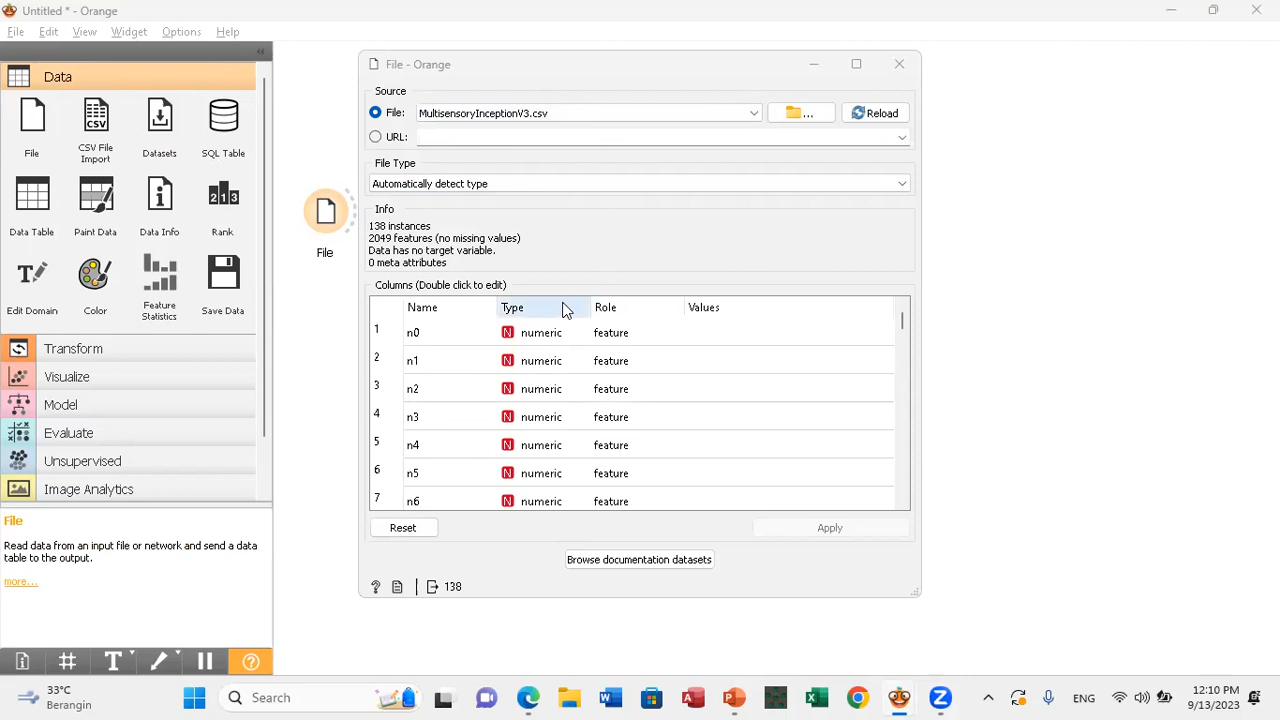 Untitled * - Orange
File Edit View Widget Options Help
Data
File
CSV File Import
Datasets
SQL Table
Data Table
Paint Data
Data Info
Rank
Edit Domain
Color
Feature Statistics
Save Data
Transform
Visualize
Model
Evaluate
Unsupervised
Image Analytics
File
Read data from an input file or network and send a data
table to the output.
more...
File
File - Orange
Source
File: MultisensoryInceptionV3.csv ... Reload
URL:
File Type
Automatically detect type
Info
138 instances
2049 features (no missing values)
Data has no target variable.
0 meta attributes
Columns (Double click to edit)
Name Type Role Values
1 n0 N numeric feature
2 n1 N numeric feature
3 n2 N numeric feature
4 n3 N numeric feature
5 n4 N numeric feature
6 n5 N numeric feature
7 n6 N numeric feature
Reset Apply
Browse documentation datasets
? 138
33°C
Berangin
Search
ENG
12:10 PM
9/13/2023